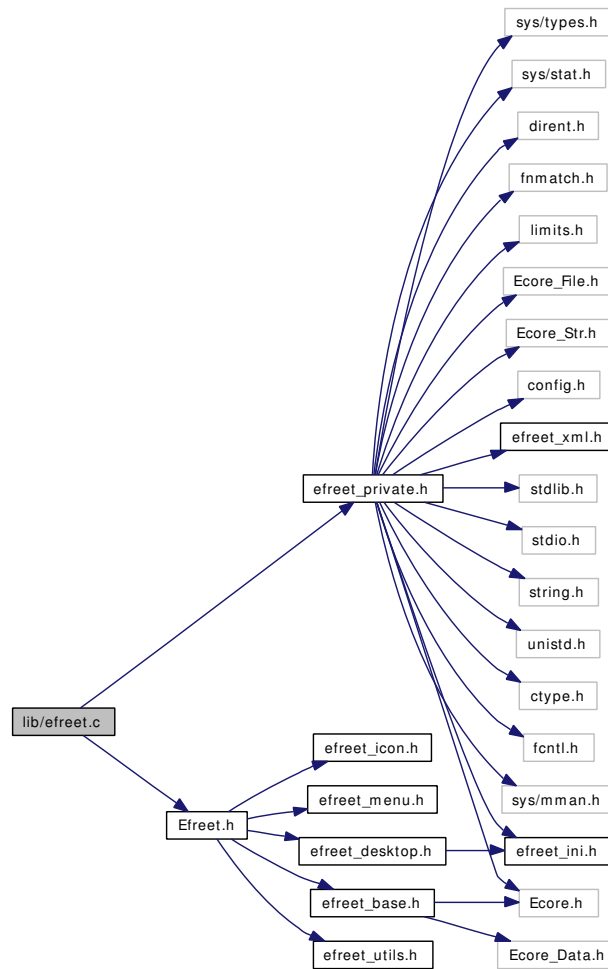 sys/types.h
sys/stat.h
dirent.h
fnmatch.h
limits.h
Ecore_File.h
Ecore_Str.h
config.h
efreet_xml.h
efreet_private.h
stdlib.h
stdio.h
string.h
unistd.h
ctype.h
lib/efreet.c
efreet_icon.h
fcntl.h
efreet_menu.h
sys/mman.h
Efreet.h
efreet_desktop.h
efreet_ini.h
efreet_base.h
Ecore.h
efreet_utils.h
Ecore_Data.h